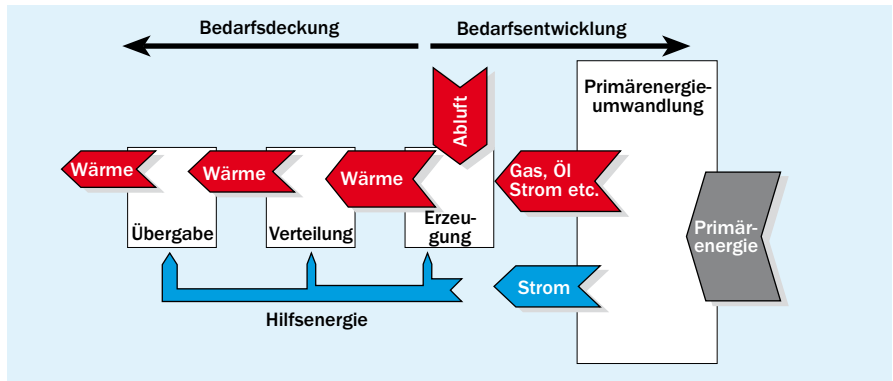 Bedarfsdeckung
Bedarfsentwicklung
Primärenergie-
umwandlung
Abluft
Wärme
Wärme
Wärme
Gas, Öl
Strom etc.
Übergabe
Verteilung
Erzeu-
gung
Primär-
energie
Strom
Hilfsenergie